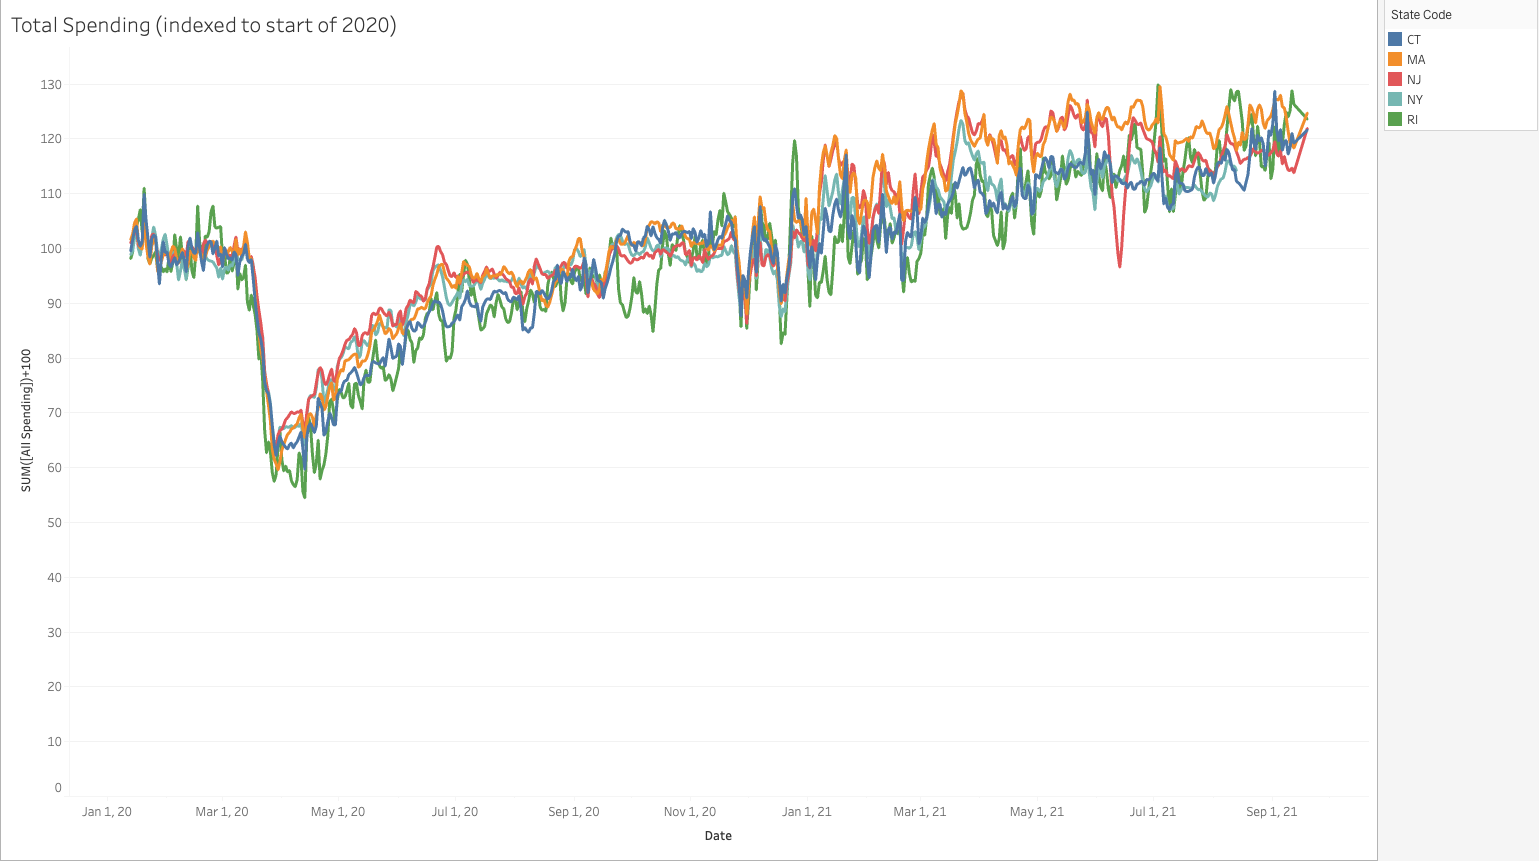 Total Spending (indexed to start of 2020)
State Code
CT
MA
NJ
NY
RI
130
120
110
100
90
80
70
60
50
40
30
20
10
0
SUM([All Spending])+100
Jan 1, 20 Mar 1, 20 May 1, 20 Jul 1, 20 Sep 1, 20 Nov 1, 20 Jan 1, 21 Mar 1, 21 May 1, 21 Jul 1, 21 Sep 1, 21
Date